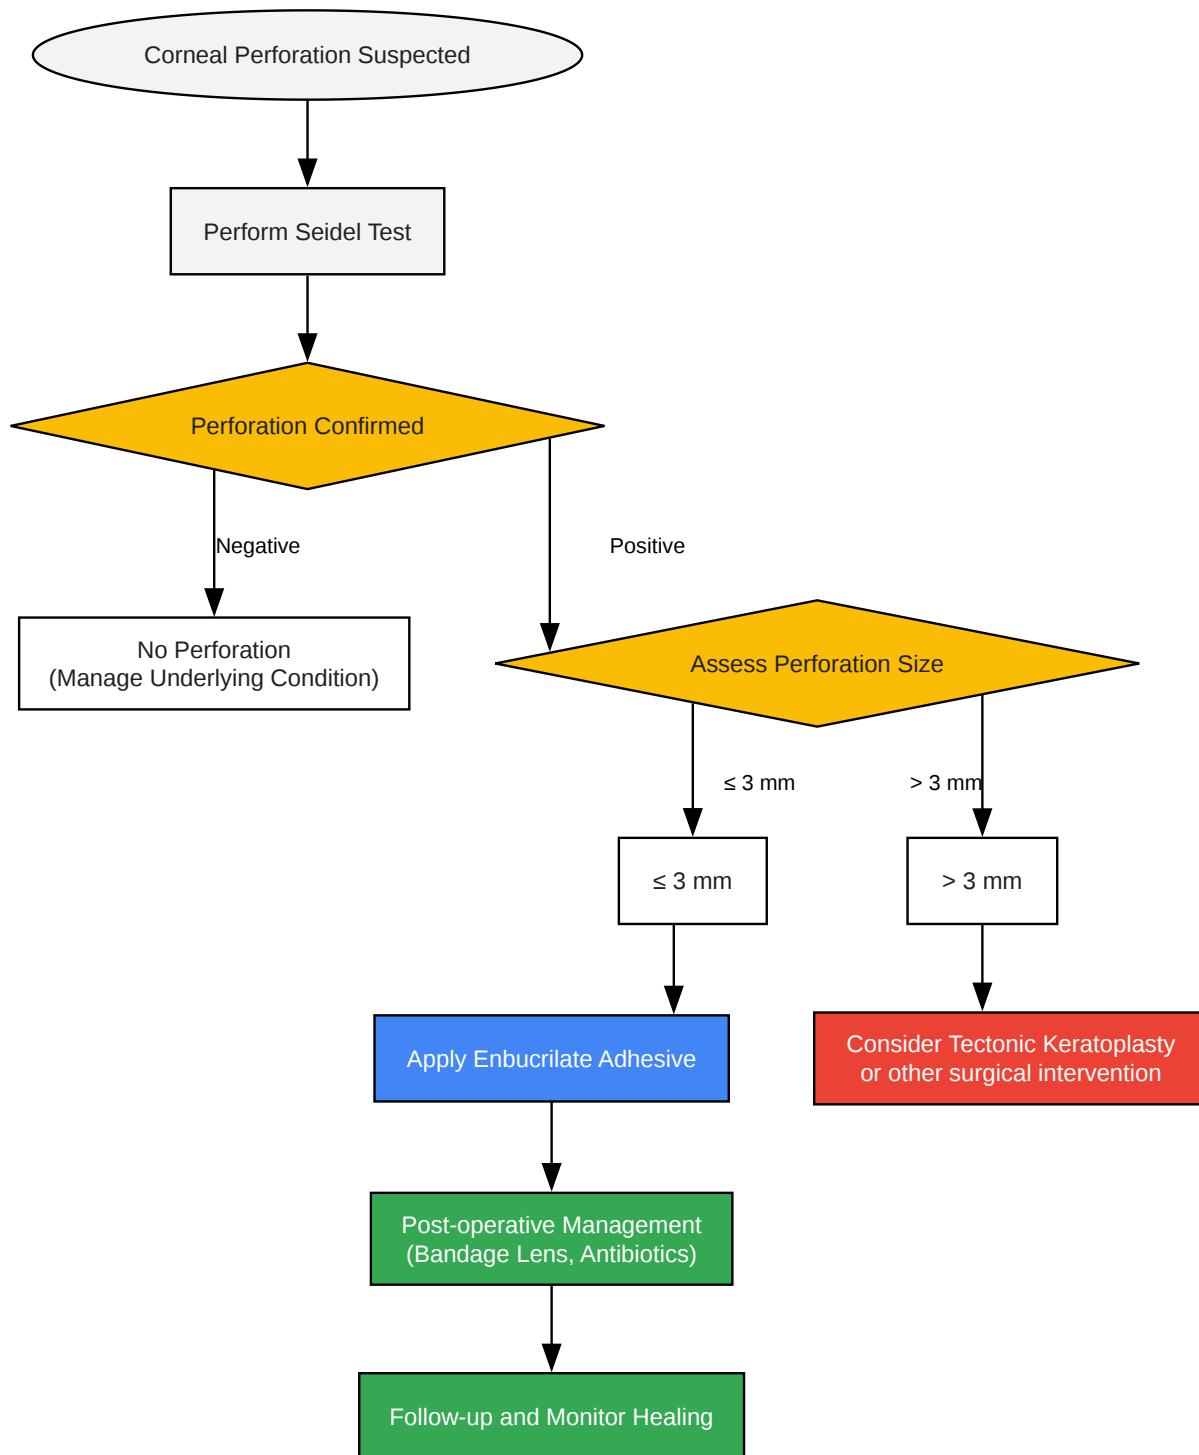 Corneal Perforation Suspected
Perform Seidel Test
Perforation Confirmed
Negative
Positive
No Perforation
(Manage Underlying Condition)
Assess Perforation Size
≤ 3 mm
> 3 mm
≤ 3 mm
> 3 mm
Apply Enbucrilate Adhesive
Consider Tectonic Keratoplasty
or other surgical intervention
Post-operative Management
(Bandage Lens, Antibiotics)
Follow-up and Monitor Healing